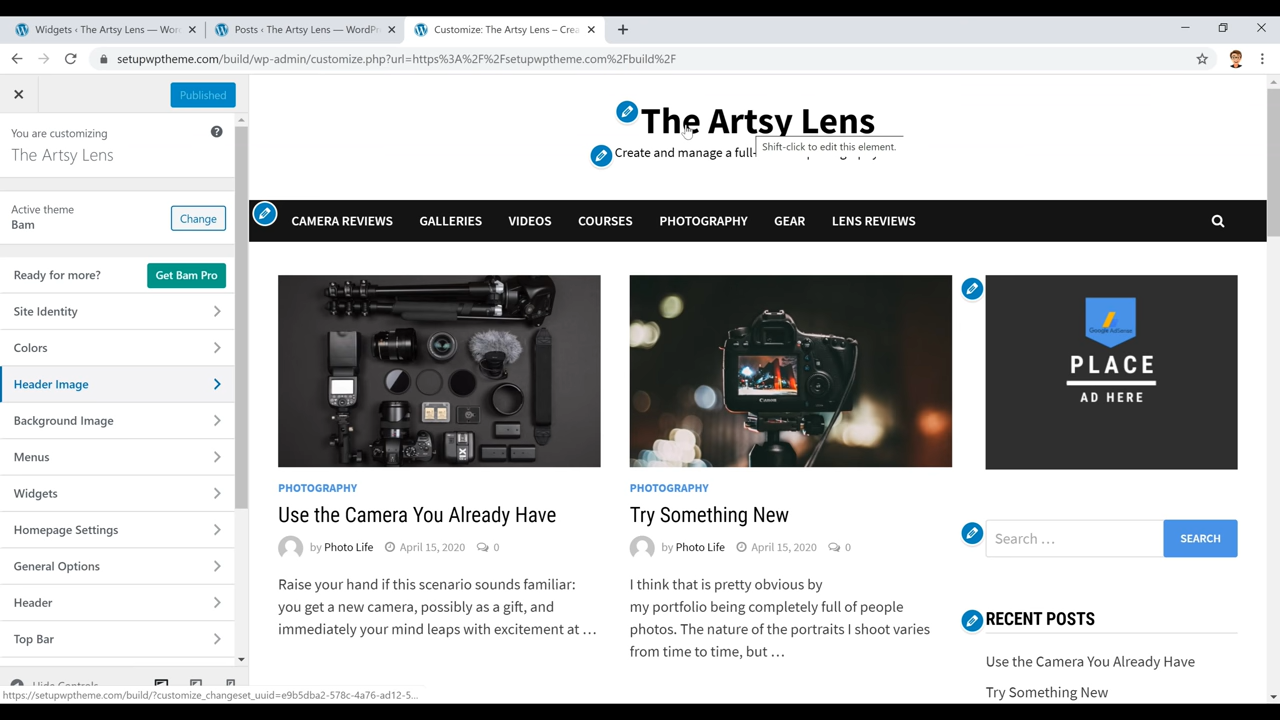 Widgets ‹ The Artsy Lens — Word
Posts ‹ The Artsy Lens — WordPr
Customize: The Artsy Lens – Crea
setupwptheme.com/build/wp-admin/customize.php?url=https%3A%2F%2Fsetupwptheme.com%2Fbuild%2F
Published
You are customizing
The Artsy Lens
Active theme
Bam
Change
Ready for more?
Get Bam Pro
Site Identity
Colors
Header Image
Background Image
Menus
Widgets
Homepage Settings
General Options
Header
Top Bar
Hide Controls
https://setupwptheme.com/build/?customize_changeset_uuid=e9b5dba2-578c-4a76-ad12-5...
The Artsy Lens
Shift-click to edit this element.
Create and manage a full-
CAMERA REVIEWS
GALLERIES
VIDEOS
COURSES
PHOTOGRAPHY
GEAR
LENS REVIEWS
Canon
PHOTOGRAPHY
Use the Camera You Already Have
by Photo Life April 15, 2020 0
Raise your hand if this scenario sounds familiar:
you get a new camera, possibly as a gift, and
immediately your mind leaps with excitement at …
PHOTOGRAPHY
Try Something New
by Photo Life April 15, 2020 0
I think that is pretty obvious by
my portfolio being completely full of people
photos. The nature of the portraits I shoot varies
from time to time, but …
Google AdSense
PLACE
AD HERE
Search …
SEARCH
RECENT POSTS
Use the Camera You Already Have
Try Something New